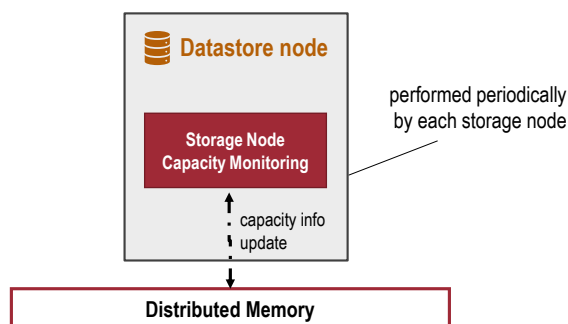 Datastore node
performed periodically
by each storage node
Storage Node
Capacity Monitoring
capacity info
update
Distributed Memory